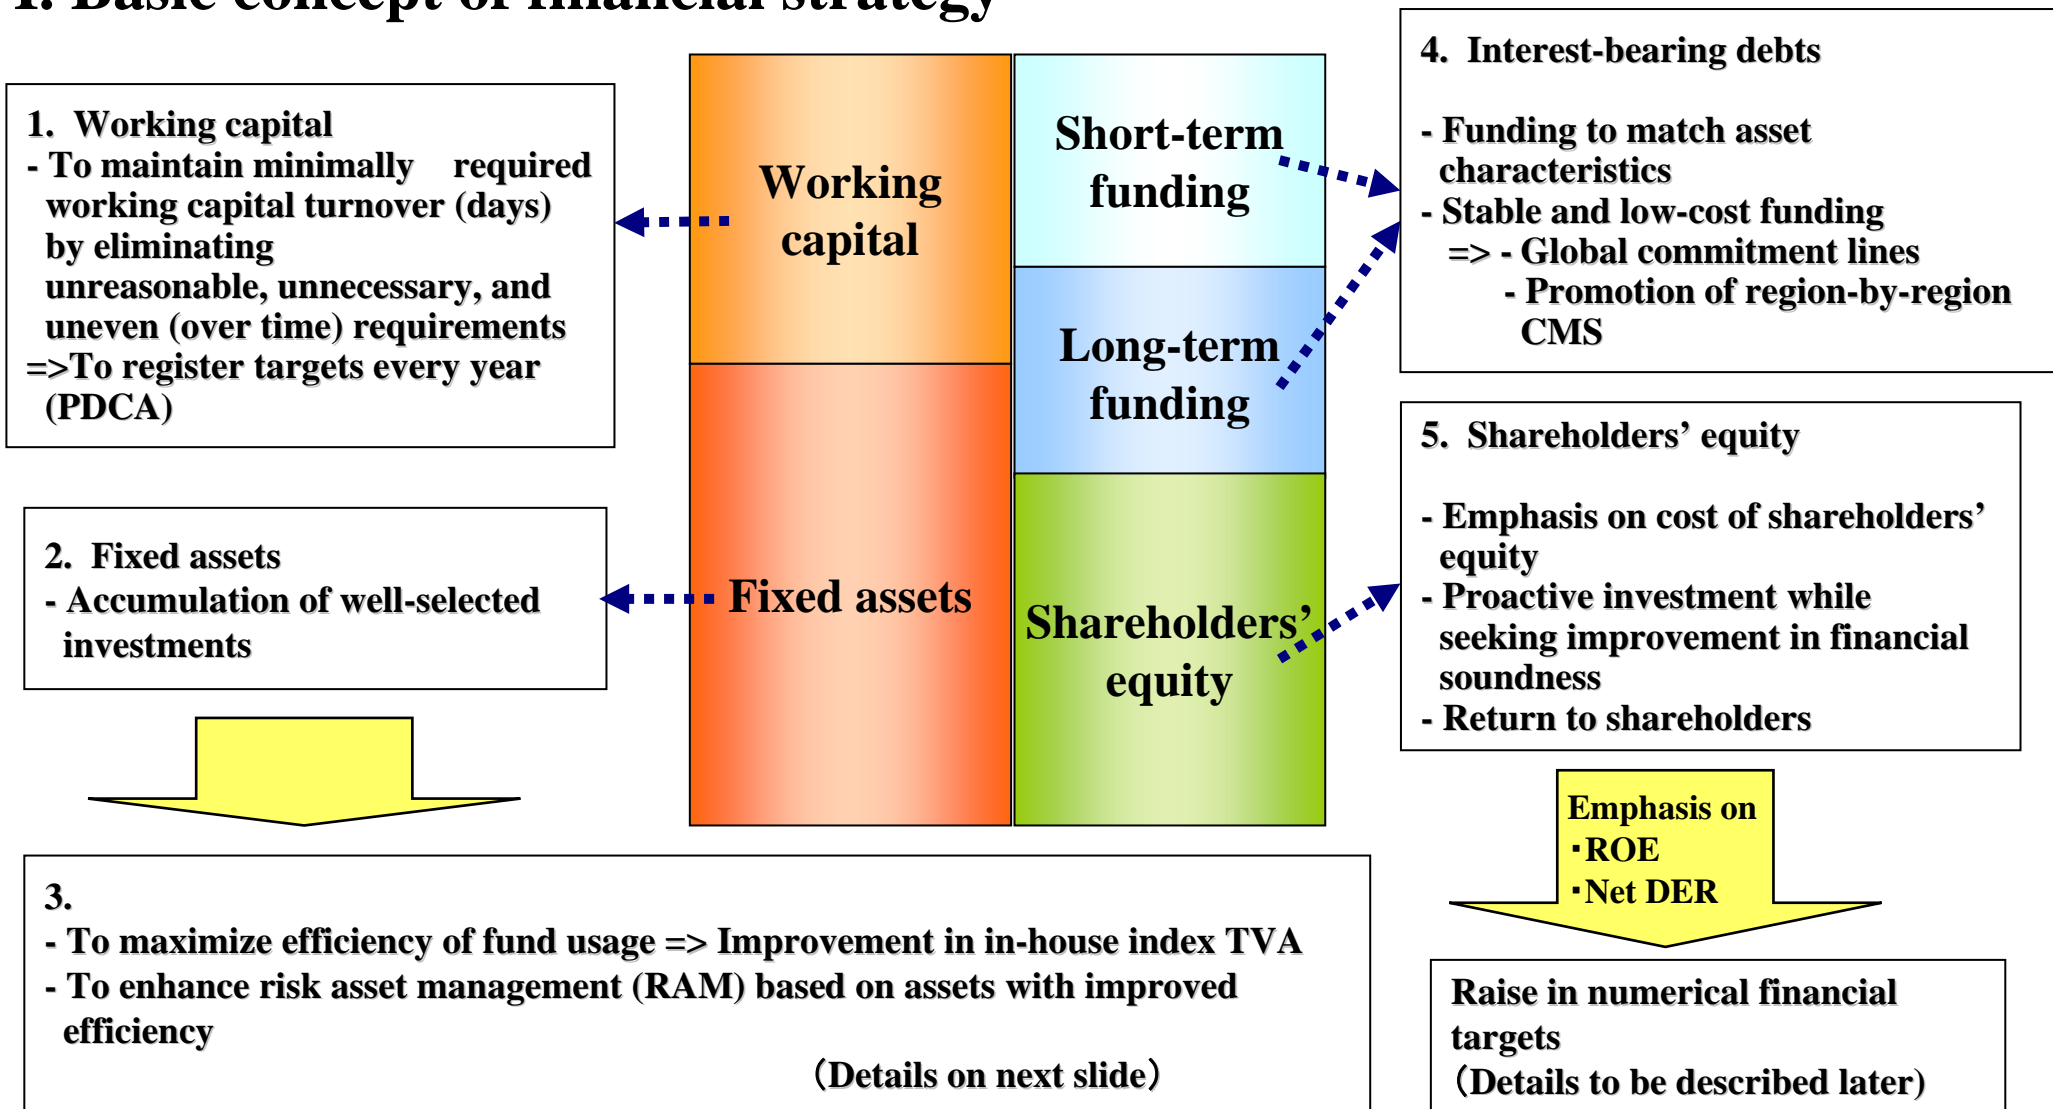 1. Basic concept of financial strategy
1. Working capital
- To maintain minimally required
working capital turnover (days)
by eliminating
unreasonable, unnecessary, and
uneven (over time) requirements
=>To register targets every year
(PDCA)
2. Fixed assets
- Accumulation of well-selected
investments
Working
capital
Fixed assets
Short-term
funding
Long-term
funding
Shareholders’
equity
4. Interest-bearing debts
- Funding to match asset
characteristics
- Stable and low-cost funding
=> - Global commitment lines
- Promotion of region-by-region
CMS
5. Shareholders’ equity
- Emphasis on cost of shareholders’
equity
- Proactive investment while
seeking improvement in financial
soundness
- Return to shareholders
Emphasis on
・ROE
・Net DER
3.
- To maximize efficiency of fund usage => Improvement in in-house index TVA
- To enhance risk asset management (RAM) based on assets with improved
efficiency
（Details on next slide）
Raise in numerical financial
targets
（Details to be described later)